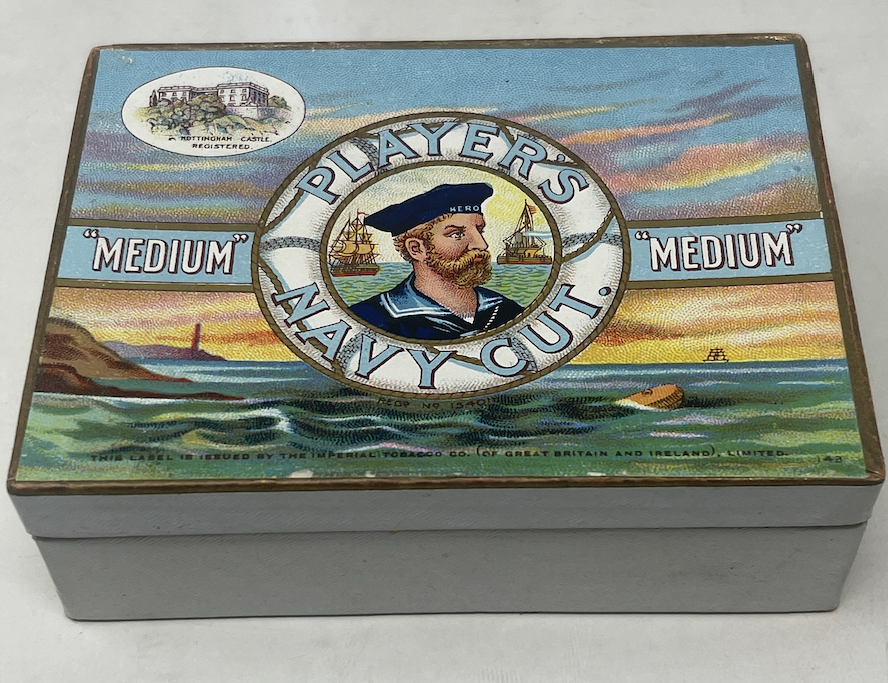 NOTTINGHAM CASTLE.
REGISTERED.
PLAYER'S
HERO
"MEDIUM" "MEDIUM"
NAVY CUT.
REGD. No.
THIS LABEL IS ISSUED BY THE IMPERIAL TOBACCO CO. (OF GREAT BRITAIN AND IRELAND), LIMITED. 143